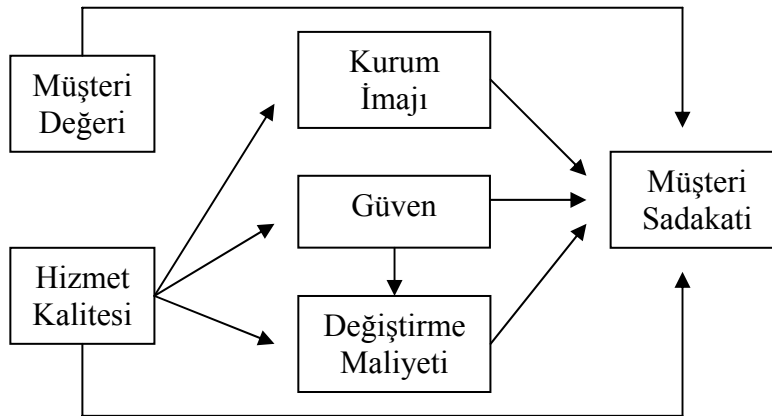 Müşteri
Değeri
Kurum
İmajı
Müşteri
Sadakati
Güven
Hizmet
Kalitesi
Değiştirme
Maliyeti